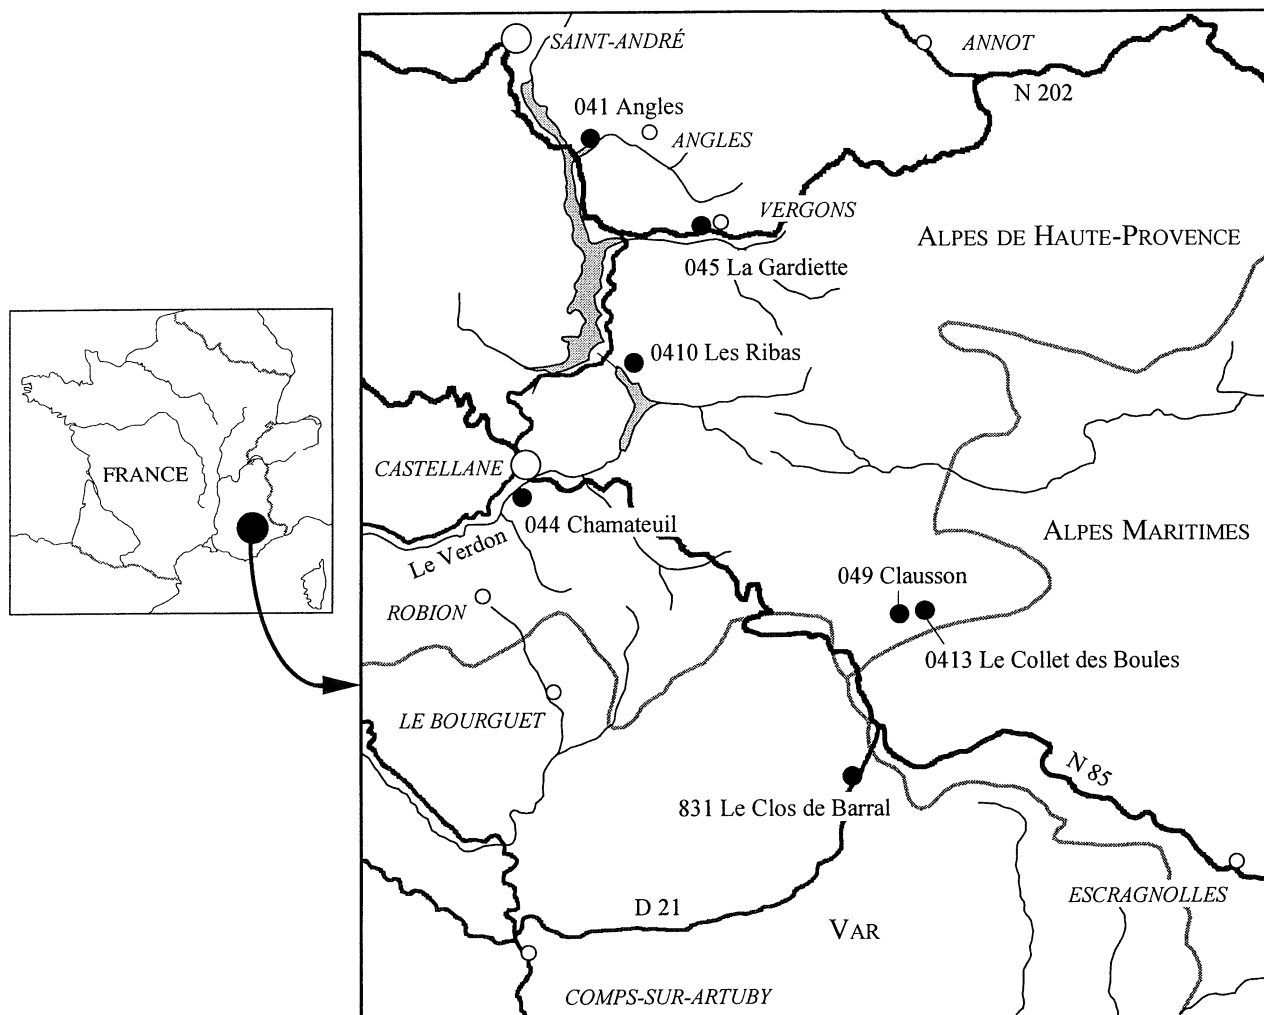 SAINT-ANDRÉ
ANNOT
N 202
041 Angles
ANGLES
VERGONS
ALPES DE HAUTE-PROVENCE
045 La Gardiette
0410 Les Ribas
FRANCE
CASTELLANE
044 Chamateuil
ALPES MARITIMES
Le Verdon
049 Clausson
ROBION
0413 Le Collet des Boules
LE BOURGUET
N 85
831 Le Clos de Barral
ESCRAGNOLLES
D 21
VAR
COMPS-SUR-ARTUBY